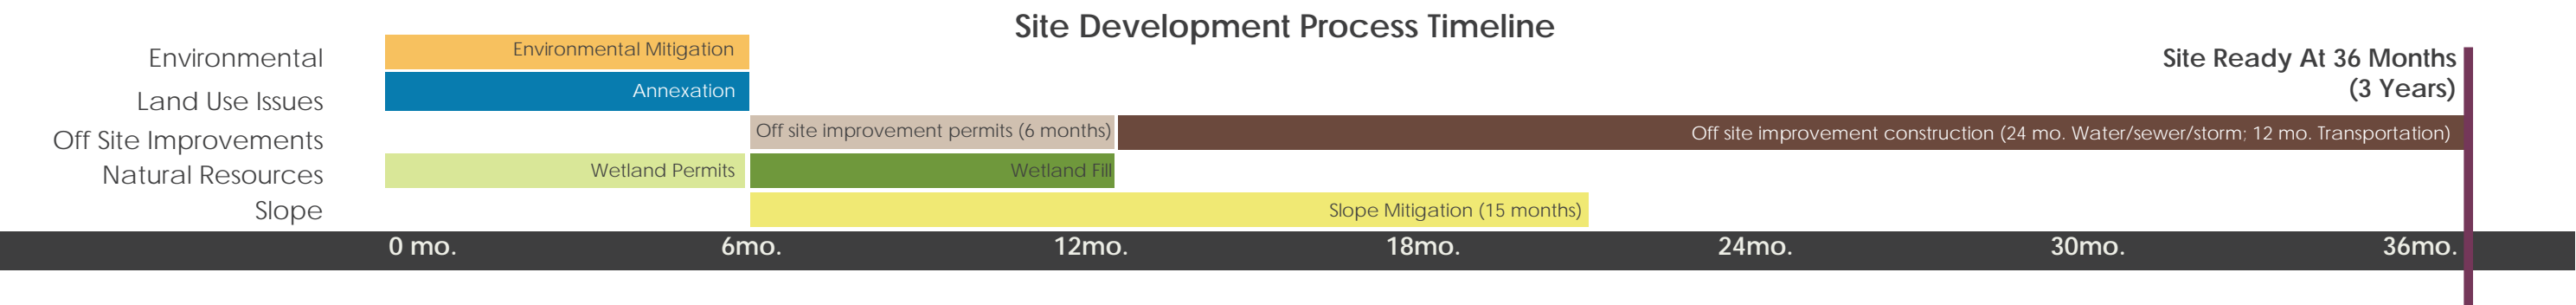 Site Development Process Timeline
Environmental
Environmental Mitigation
Site Ready At 36 Months
(3 Years)
Land Use Issues
Annexation
Off Site Improvements
Off site improvement permits (6 months)
Off site improvement construction (24 mo. Water/sewer/storm; 12 mo. Transportation)
Natural Resources
Wetland Permits
Wetland Fill
Slope
Slope Mitigation (15 months)
0 mo.
6mo.
12mo.
18mo.
24mo.
30mo.
36mo.